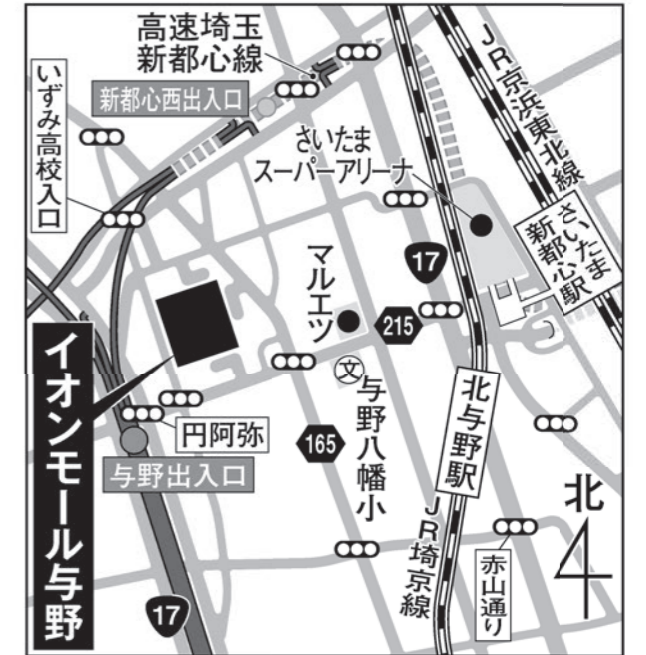 高速埼玉
新都心線
新都心西出入口
いずみ高校入口
さいたま
スーパーアリーナ
JR京浜東北線
さいたま
新都心駅
17
マルエツ
215
文
与野八幡小
165
イオンモール与野
円阿弥
与野出入口
北与野駅
JR埼京線
赤山通り
北
17